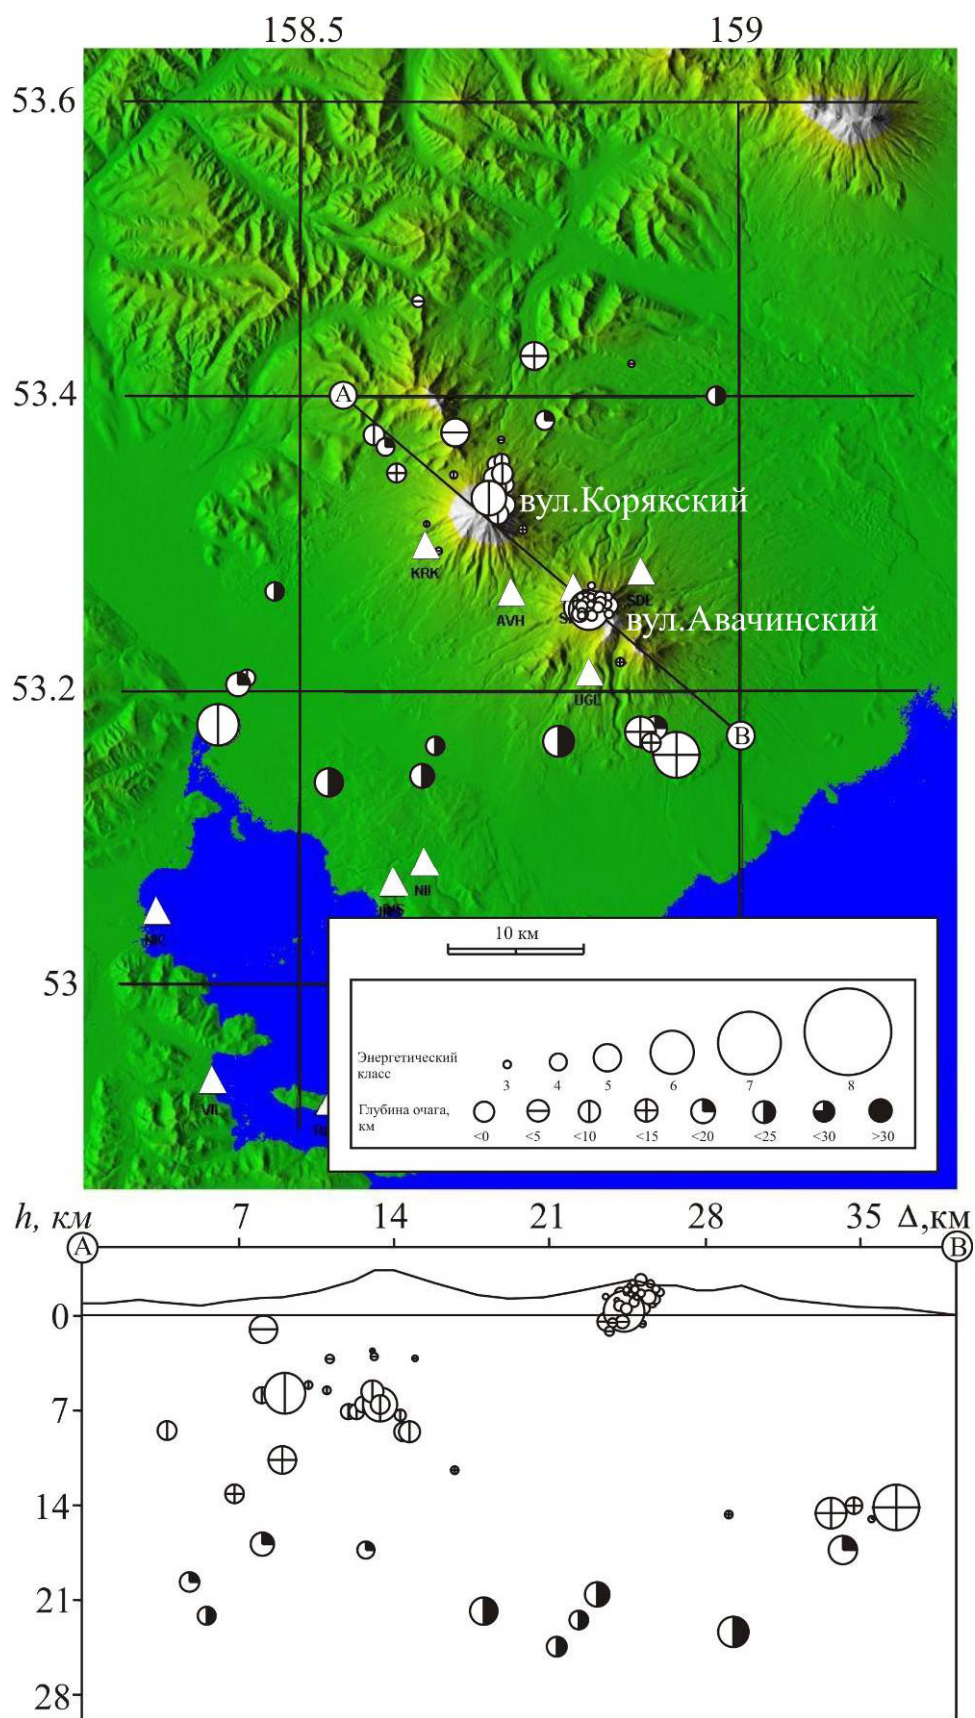 158.5 159
53.6
53.4
A
вул.Корякский
KRK
AVH
SDL
вул.Авачинский
53.2
UGL
B
NII
10 км
53
Энергетический
класс
3 4 5 6 7 8
VIL
Глубина очага,
км
<0 <5 <10 <15 <20 <25 <30 >30
h, км 7 14 21 28 35 Δ,км
A B
0
7
14
21
28